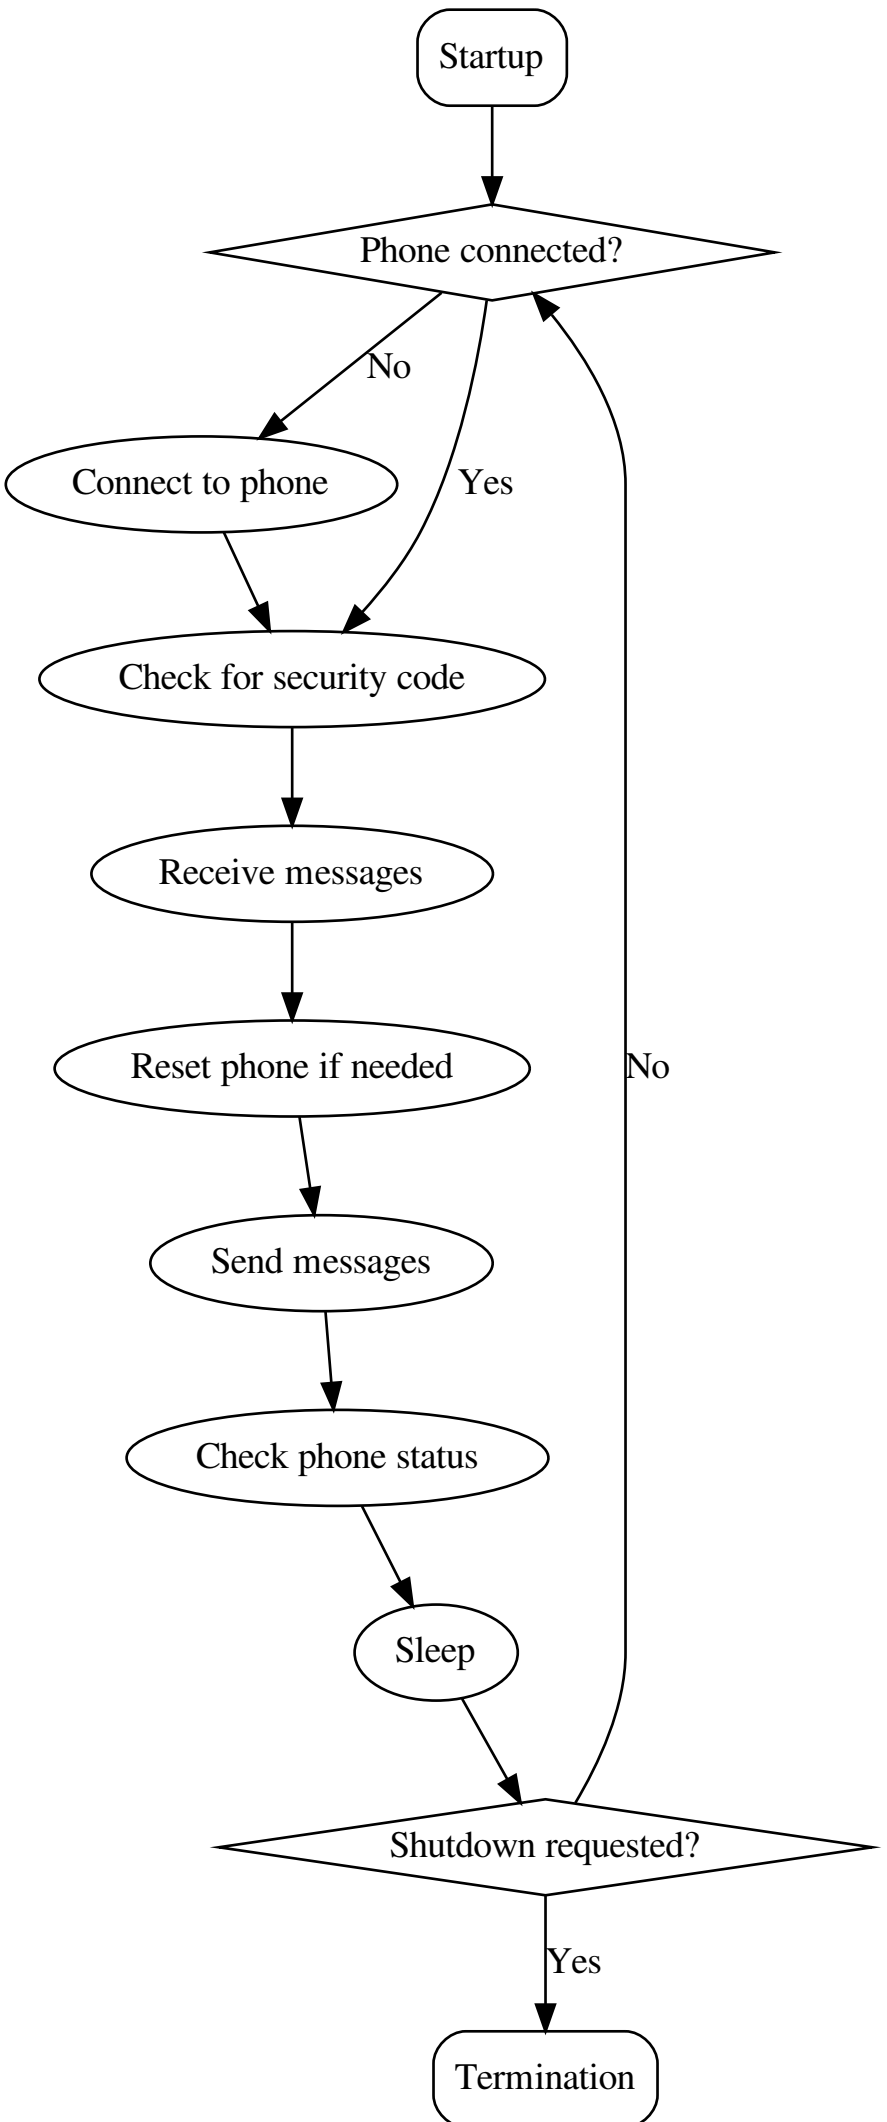 Startup
Phone connected?
No
Connect to phone
Yes
Check for security code
Receive messages
Reset phone if needed
No
Send messages
Check phone status
Sleep
Shutdown requested?
Yes
Termination